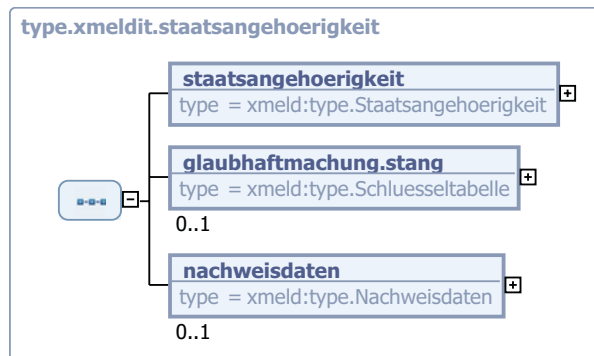 type.xmeldit.staatsangehoerigkeit
staatsangehoerigkeit
type = xmeld:type.Staatsangehoerigkeit
glaubhaftmachung.stang
type = xmeld:type.Schluesseltabelle
0..1
nachweisdaten
type = xmeld:type.Nachweisdaten
0..1